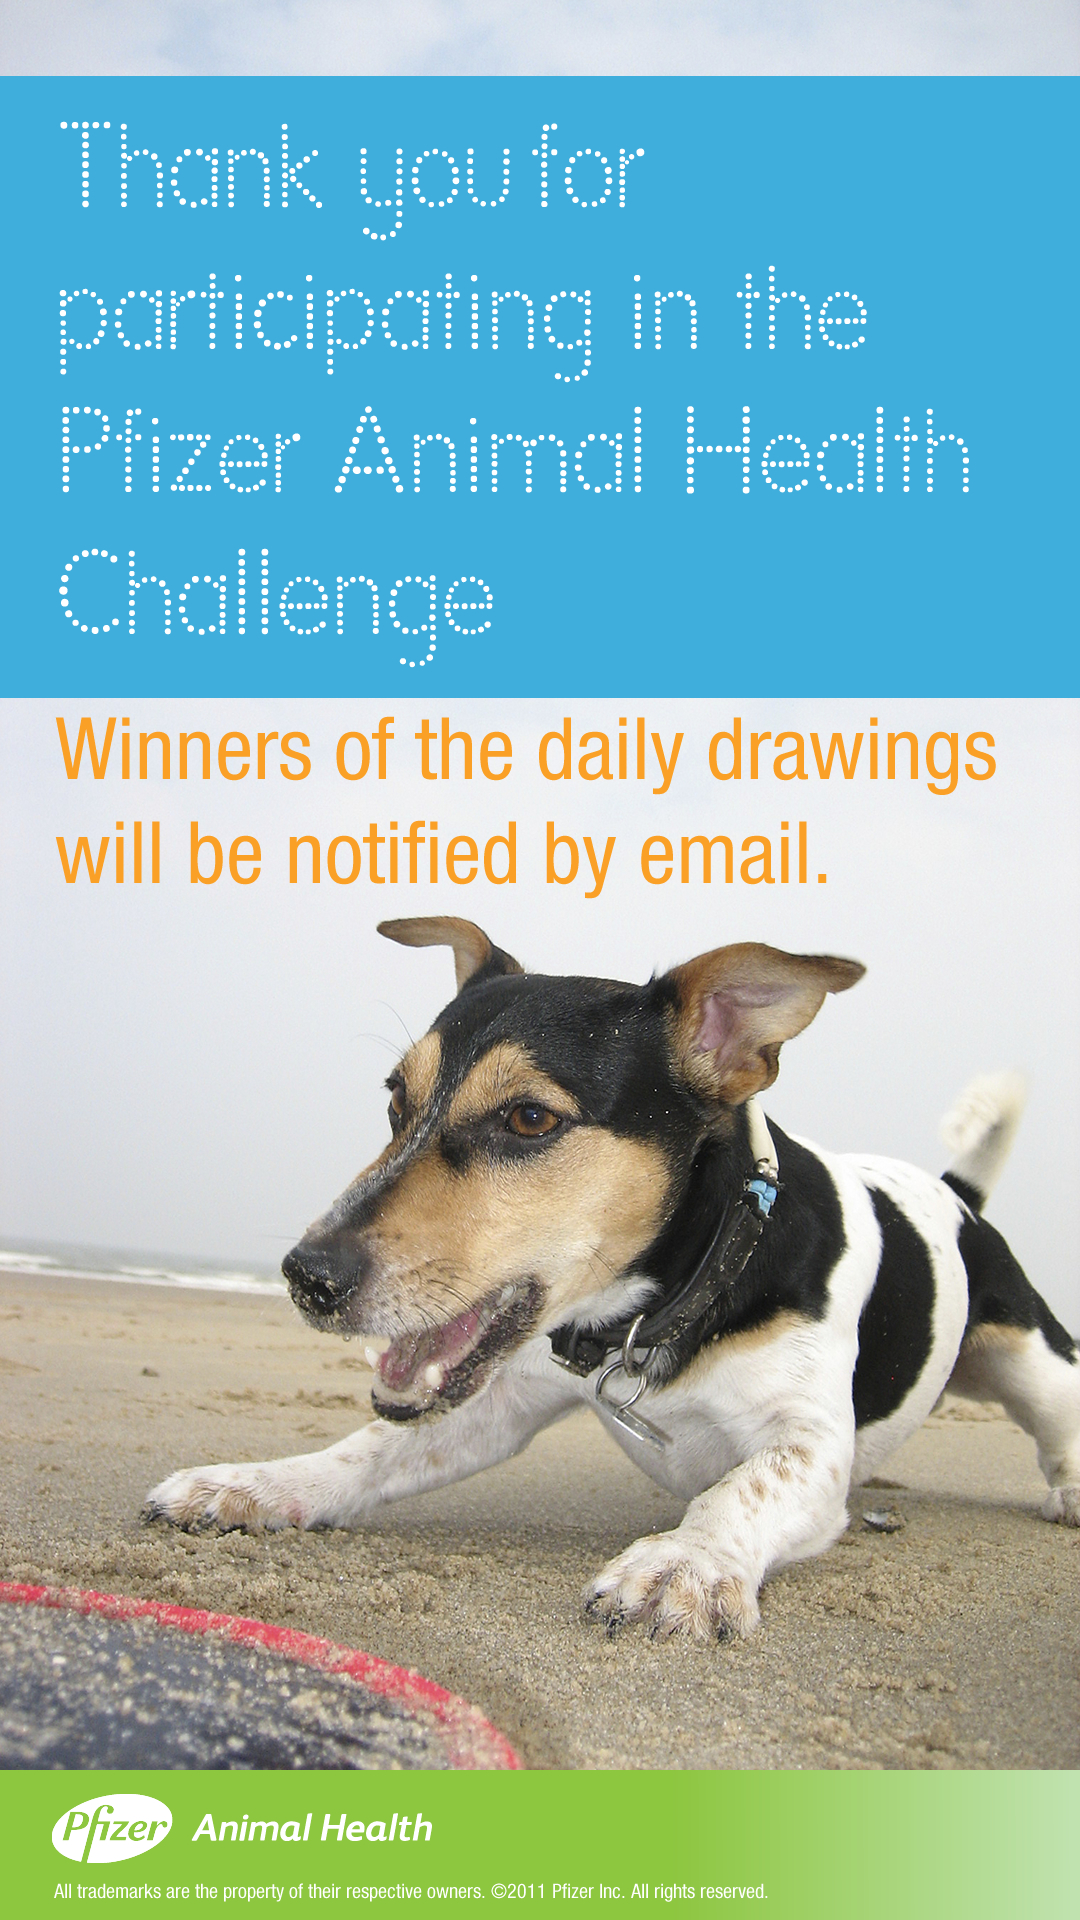 Thank you for
participating in the
Pfizer Animal Health
Challenge
Winners of the daily drawings
will be notified by email.
Pfizer Animal Health
All trademarks are the property of their respective owners. ©2011 Pfizer Inc. All rights reserved.